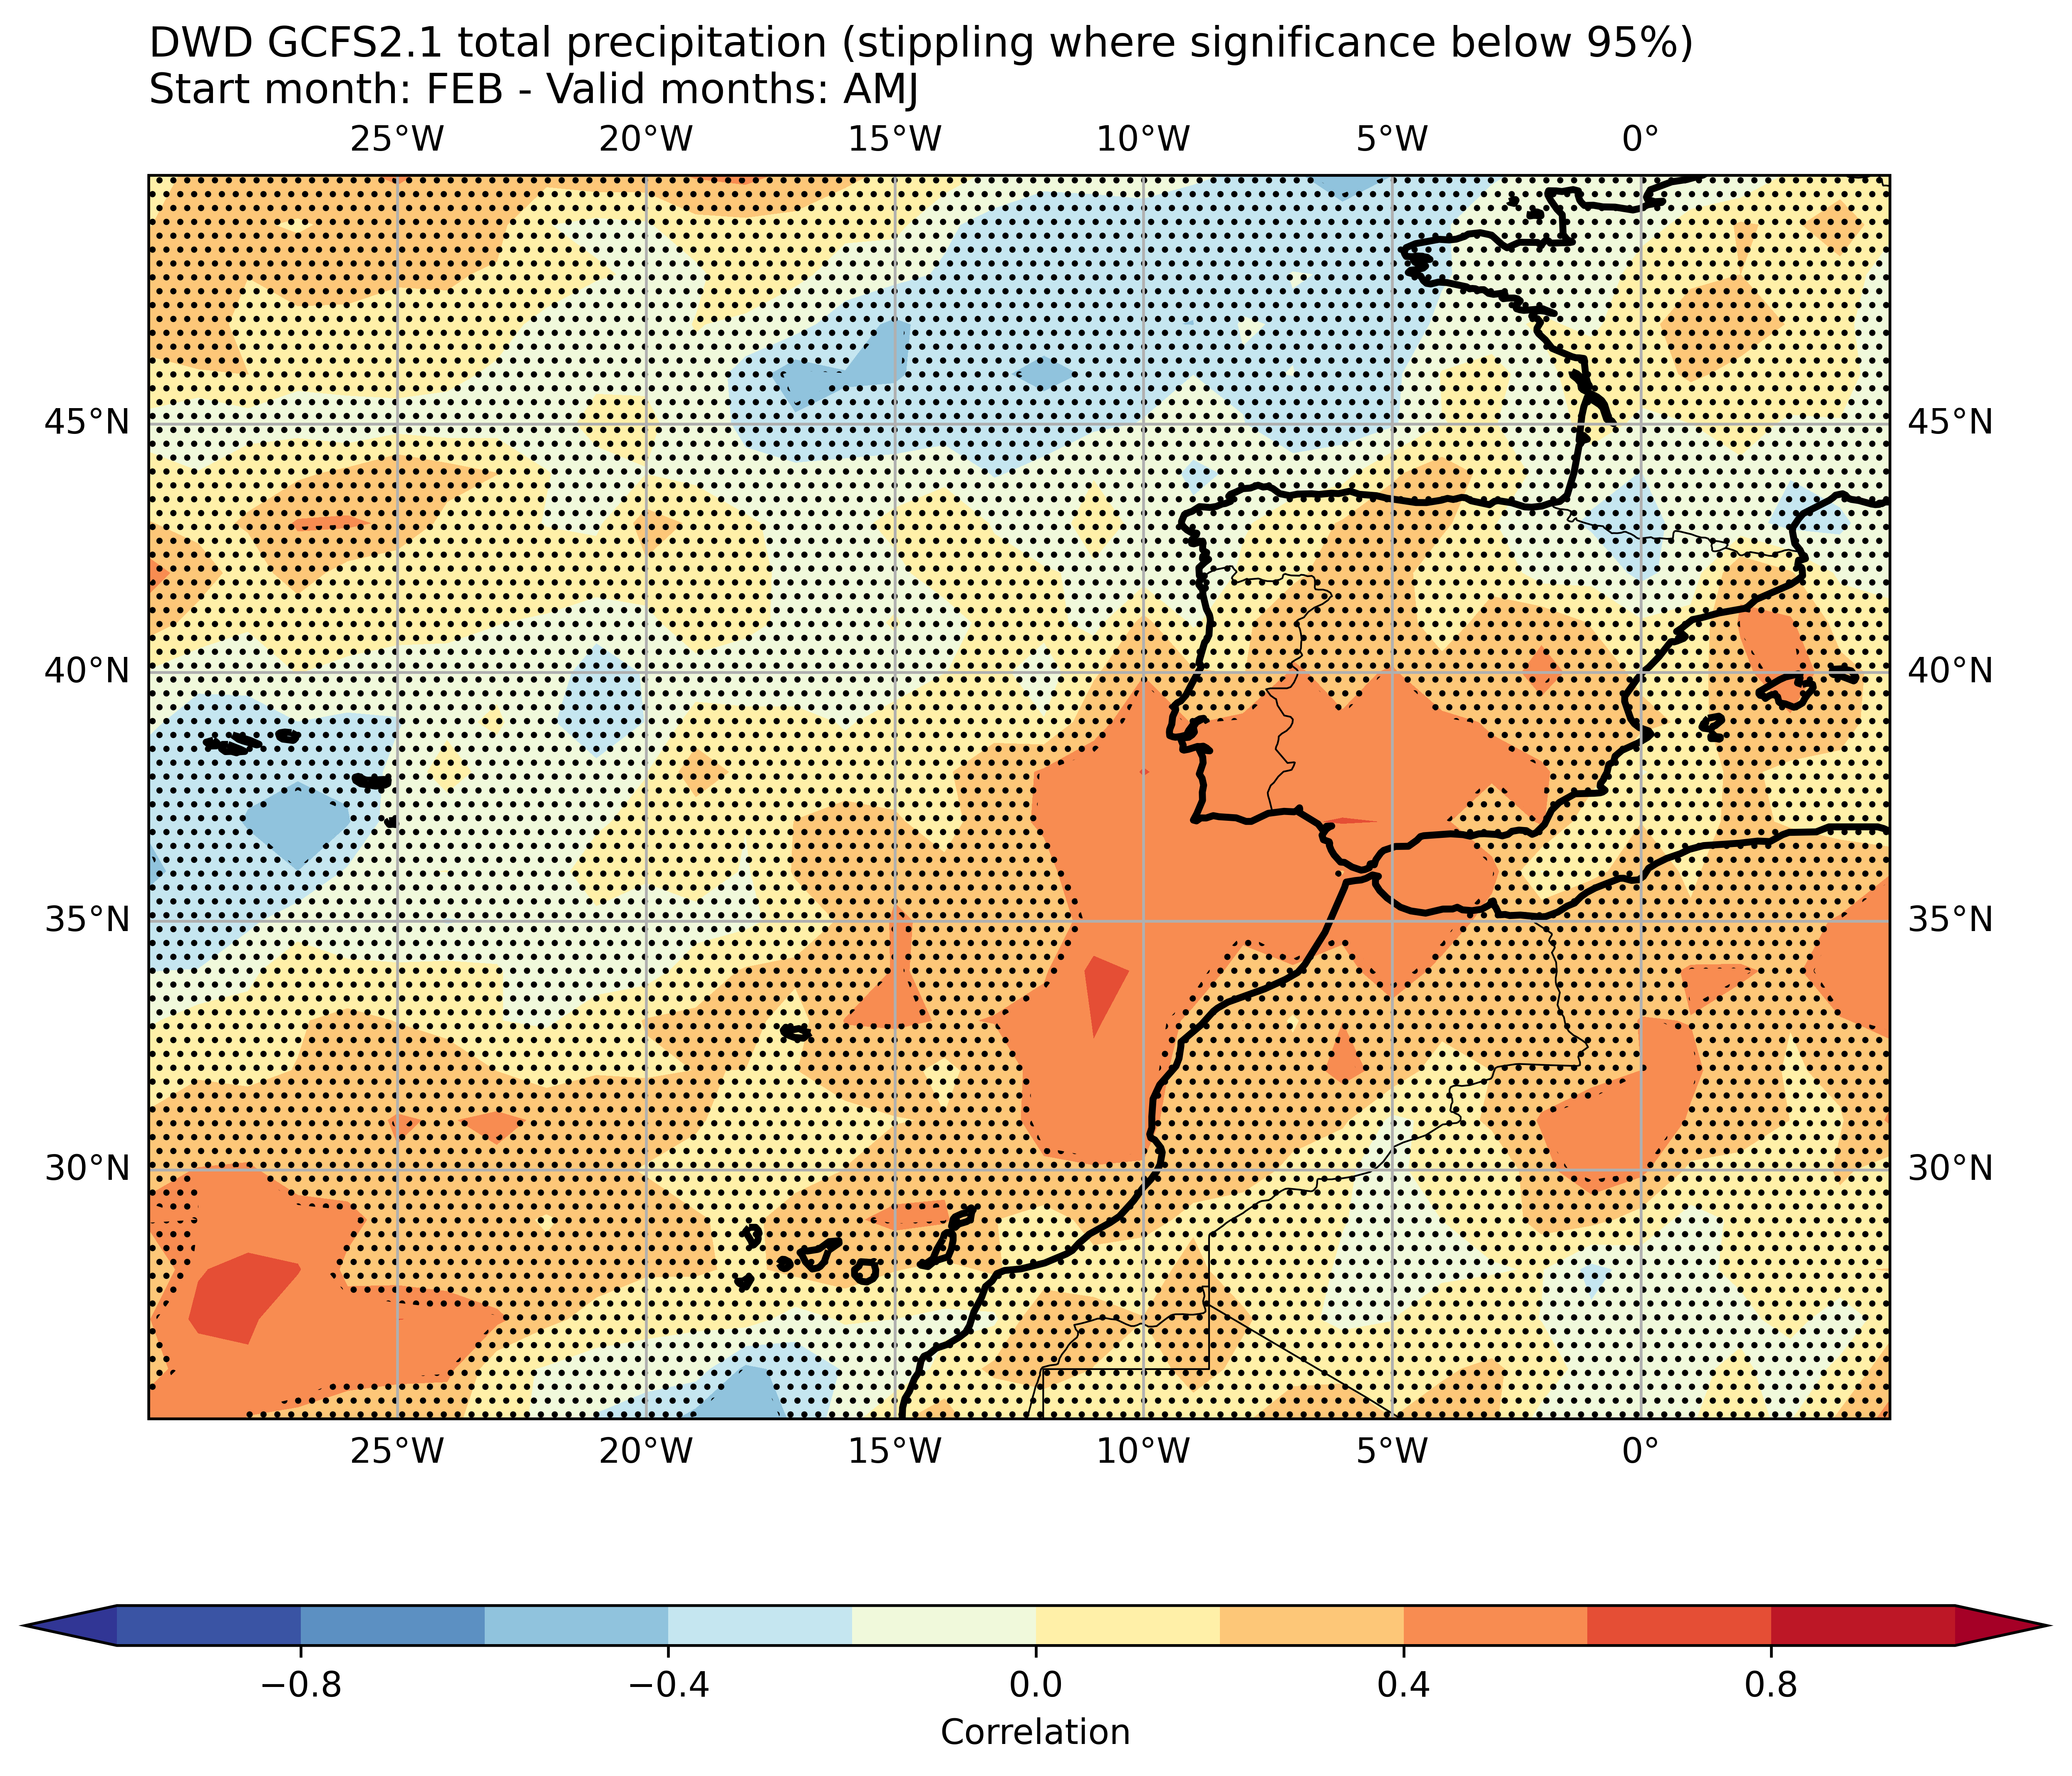 DWD GCFS2.1 total precipitation (stippling where significance below 95%)
Start month: FEB - Valid months: AMJ
25°W 20°W 15°W 10°W 5°W 0°
45°N 45°N
40°N 40°N
35°N 35°N
30°N 30°N
25°W 20°W 15°W 10°W 5°W 0°
−0.8 −0.4 0.0 0.4 0.8
Correlation